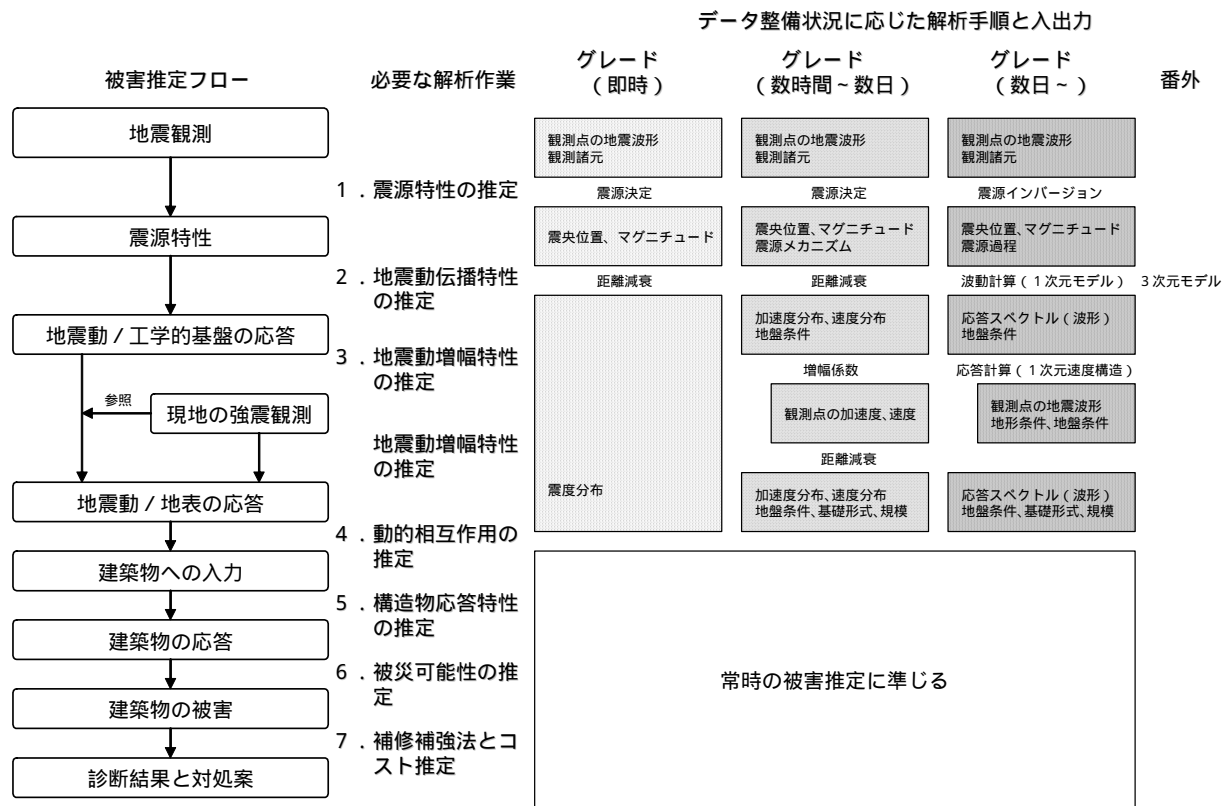 データ整備状況に応じた解析手順と入出力
被害推定フロー
必要な解析作業
グレード
(即時)
グレード
(数時間~数日)
グレード
(数日~)
番外
地震観測
観測点の地震波形
観測諸元
観測点の地震波形
観測諸元
観測点の地震波形
観測諸元
1.震源特性の推定
震源決定
震源決定
震源インバージョン
震源特性
震央位置、マグニチュード
震央位置、マグニチュード
震源メカニズム
震央位置、マグニチュード
震源過程
2.地震動伝播特性
の推定
距離減衰
距離減衰
波動計算(1次元モデル)
3次元モデル
地震動/工学的基盤の応答
加速度分布、速度分布
地盤条件
応答スペクトル(波形)
地盤条件
3.地震動増幅特性
の推定
増幅係数
応答計算(1次元速度構造)
参照
現地の強震観測
観測点の加速度、速度
観測点の地震波形
地形条件、地盤条件
地震動増幅特性
の推定
距離減衰
地震動/地表の応答
震度分布
加速度分布、速度分布
地盤条件、基礎形式、規模
応答スペクトル(波形)
地盤条件、基礎形式、規模
4.動的相互作用の
推定
建築物への入力
5.構造物応答特性
の推定
建築物の応答
6.被災可能性の推
定
常時の被害推定に準じる
建築物の被害
7.補修補強法とコ
スト推定
診断結果と対処案